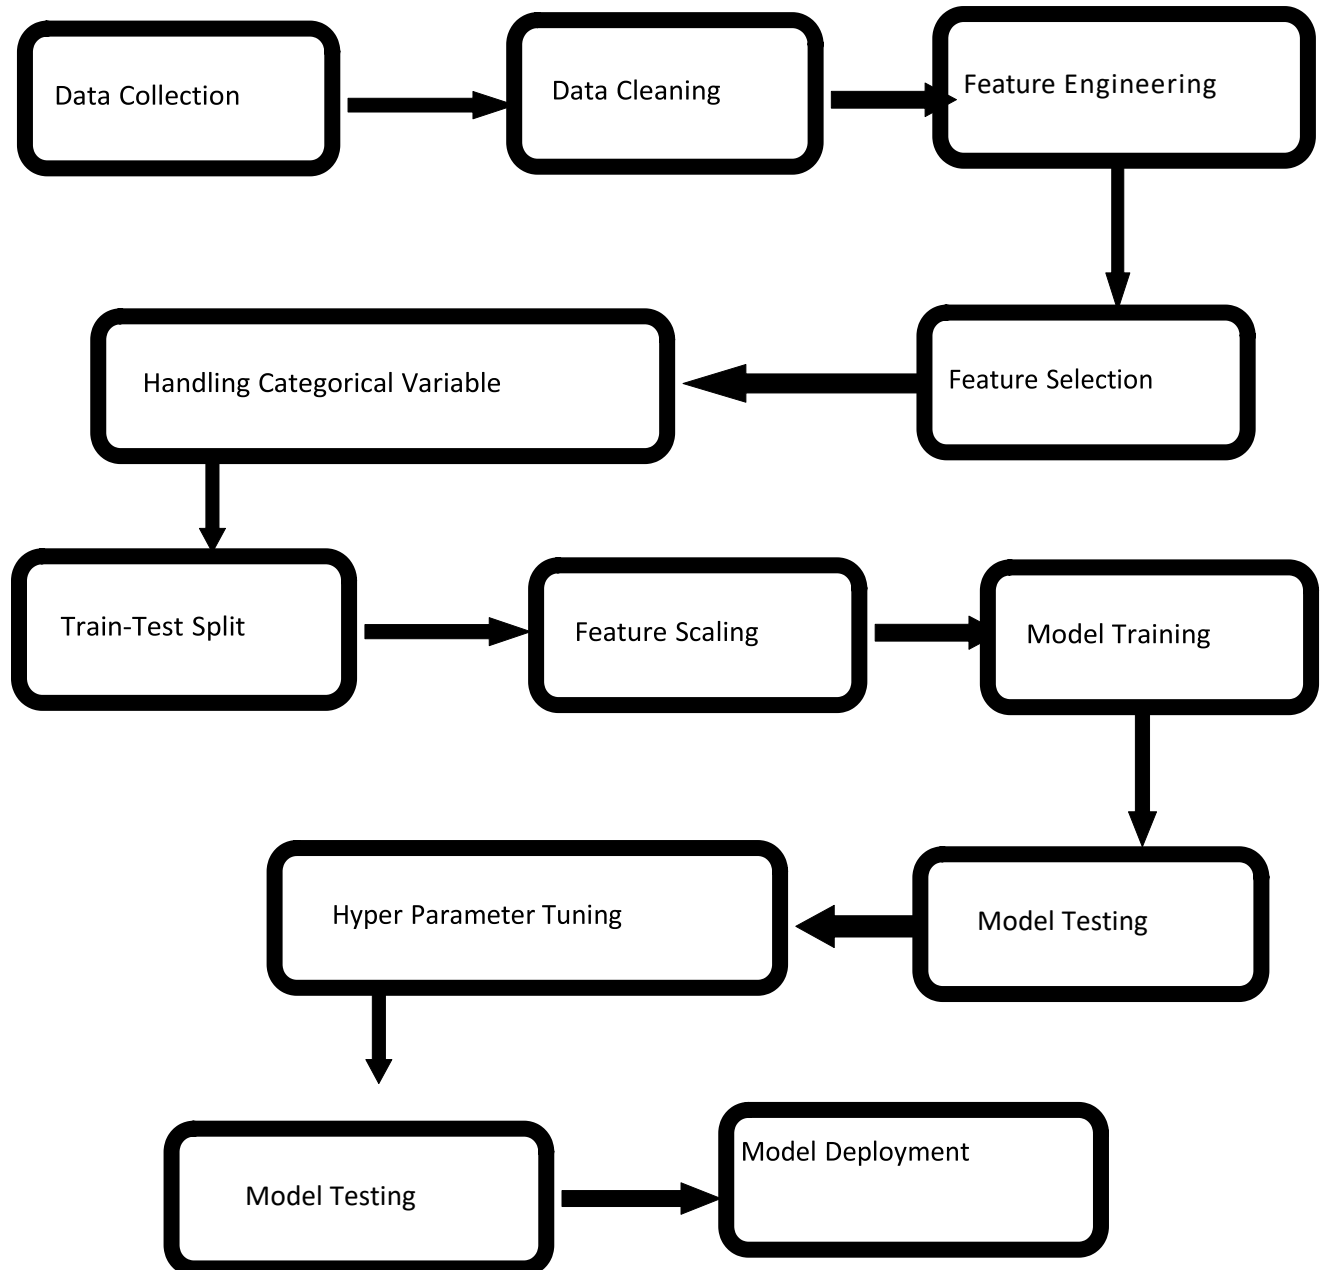 Data Collection
Data Cleaning
Feature Engineering
Feature Selection
Handling Categorical Variable
Train-Test Split
Feature Scaling
Model Training
Model Testing
Hyper Parameter Tuning
Model Testing
Model Deployment